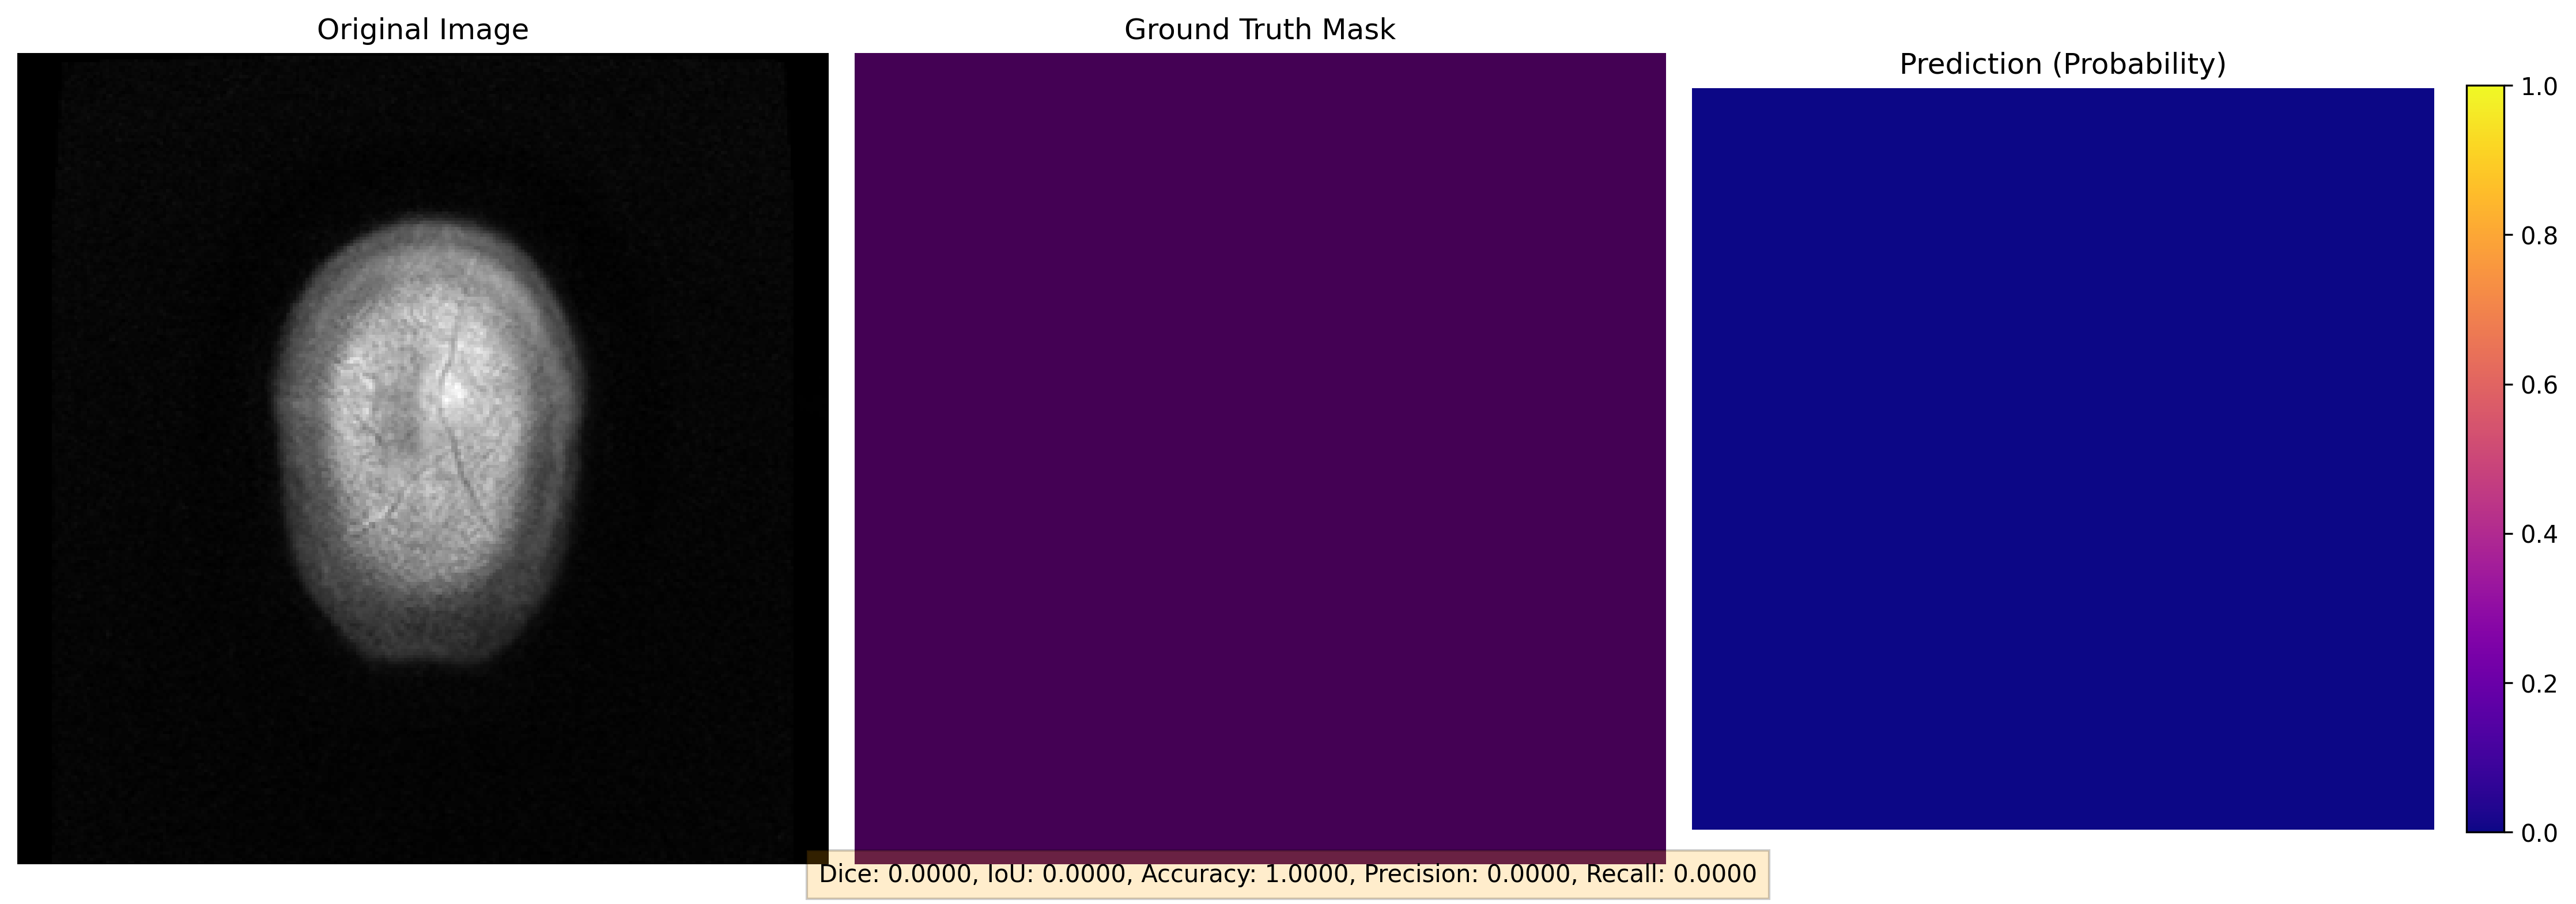 Original Image
Ground Truth Mask
Prediction (Probability)
1.0
0.8
0.6
0.4
0.2
0.0
Dice: 0.0000, IoU: 0.0000, Accuracy: 1.0000, Precision: 0.0000, Recall: 0.0000